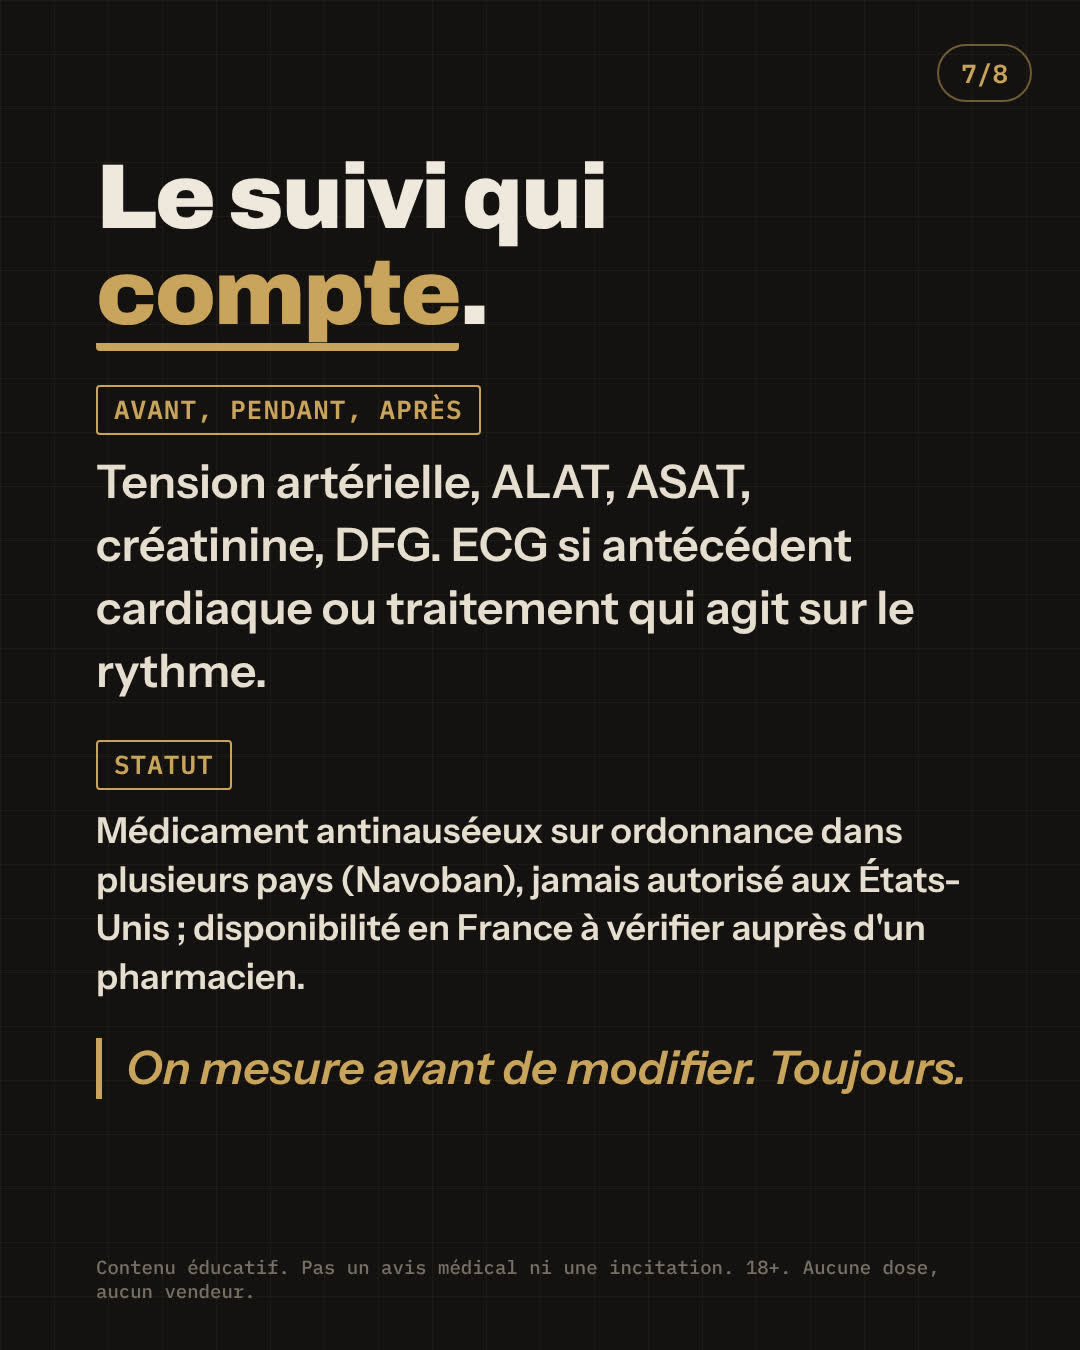 7/8
Le suivi qui
compte.
AVANT, PENDANT, APRÈS
Tension artérielle, ALAT, ASAT,
créatinine, DFG. ECG si antécédent
cardiaque ou traitement qui agit sur le
rythme.
STATUT
Médicament antinauséeux sur ordonnance dans
plusieurs pays (Navoban), jamais autorisé aux États-
Unis ; disponibilité en France à vérifier auprès d'un
pharmacien.
On mesure avant de modifier. Toujours.
Contenu éducatif. Pas un avis médical ni une incitation. 18+. Aucune dose,
aucun vendeur.